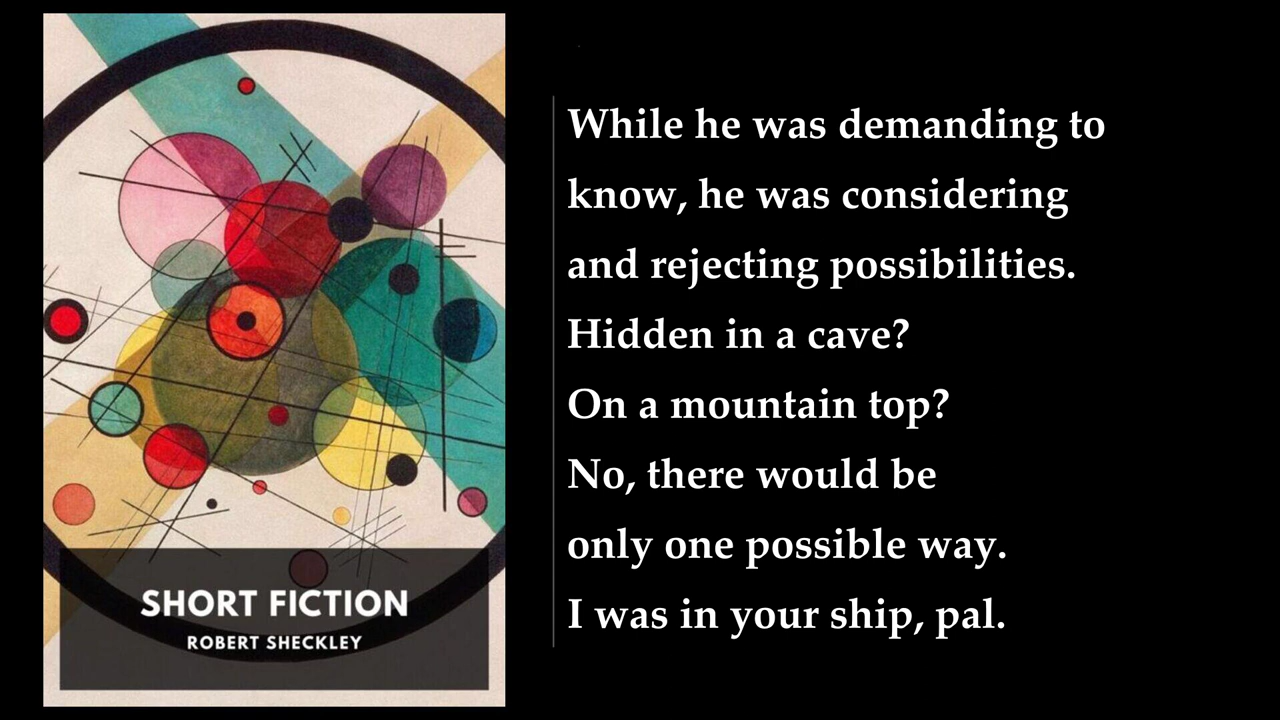 SHORT FICTION
ROBERT SHECKLEY
While he was demanding to
know, he was considering
and rejecting possibilities.
Hidden in a cave?
On a mountain top?
No, there would be
only one possible way.
I was in your ship, pal.